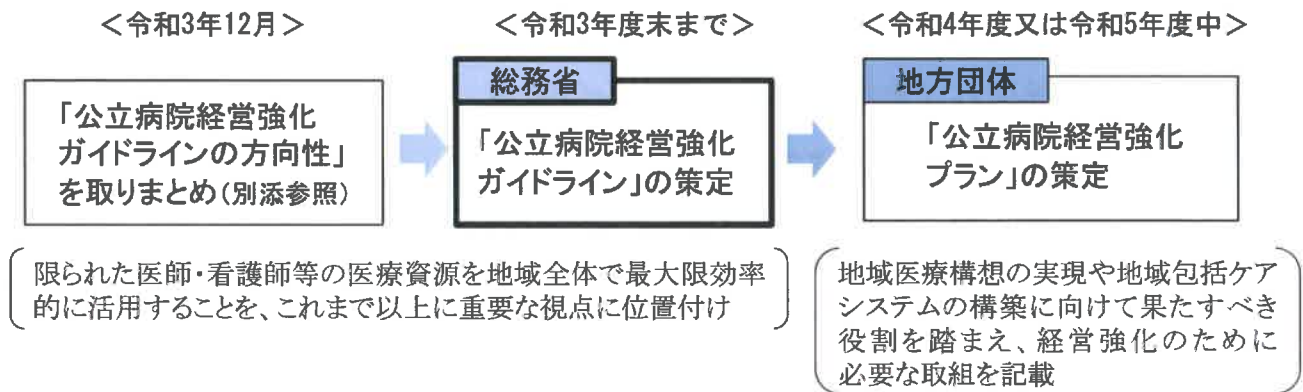 ＜令和3年12月＞
＜令和3年度末まで＞
＜令和4年度又は令和5年度中＞
「公立病院経営強化
ガイドラインの方向性」
を取りまとめ（別添参照）
総務省
「公立病院経営強化
ガイドライン」の策定
地方団体
「公立病院経営強化
プラン」の策定
限られた医師・看護師等の医療資源を地域全体で最大限効率
的に活用することを、これまで以上に重要な視点に位置付け
地域医療構想の実現や地域包括ケア
システムの構築に向けて果たすべき
役割を踏まえ、経営強化のために
必要な取組を記載